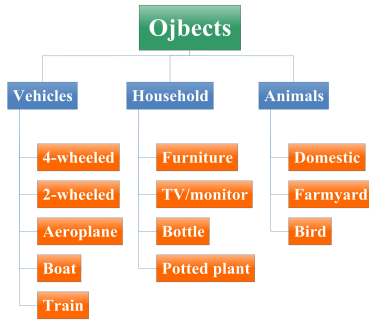 Ojbects
Vehicles
Household
Animals
4-wheeled
Furniture
Domestic
2-wheeled
TV/monitor
Farmyard
Aeroplane
Bottle
Bird
Boat
Potted plant
Train